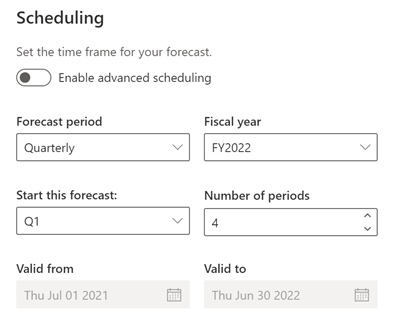 Scheduling
Set the time frame for your forecast.
Enable advanced scheduling
Forecast period
Fiscal year
Quarterly
FY2022
Start this forecast:
Number of periods
Q1
4
Valid from
Valid to
Thu Jul 01 2021
Thu Jun 30 2022